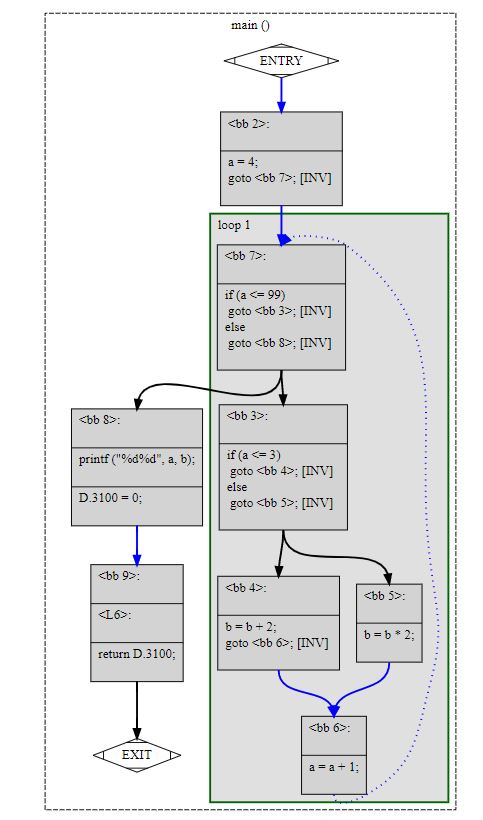 main ()
ENTRY
<bb 2>:
a = 4;
goto <bb 7>; [INV]
loop 1
<bb 7>:
if (a <= 99)
goto <bb 3>; [INV]
else
goto <bb 8>; [INV]
<bb 8>:
printf ("%d%d", a, b);
D.3100 = 0;
<bb 3>:
if (a <= 3)
goto <bb 4>; [INV]
else
goto <bb 5>; [INV]
<bb 9>:
<L6>:
return D.3100;
<bb 4>:
b = b + 2;
goto <bb 6>; [INV]
<bb 5>:
b = b * 2;
<bb 6>:
a = a + 1;
EXIT